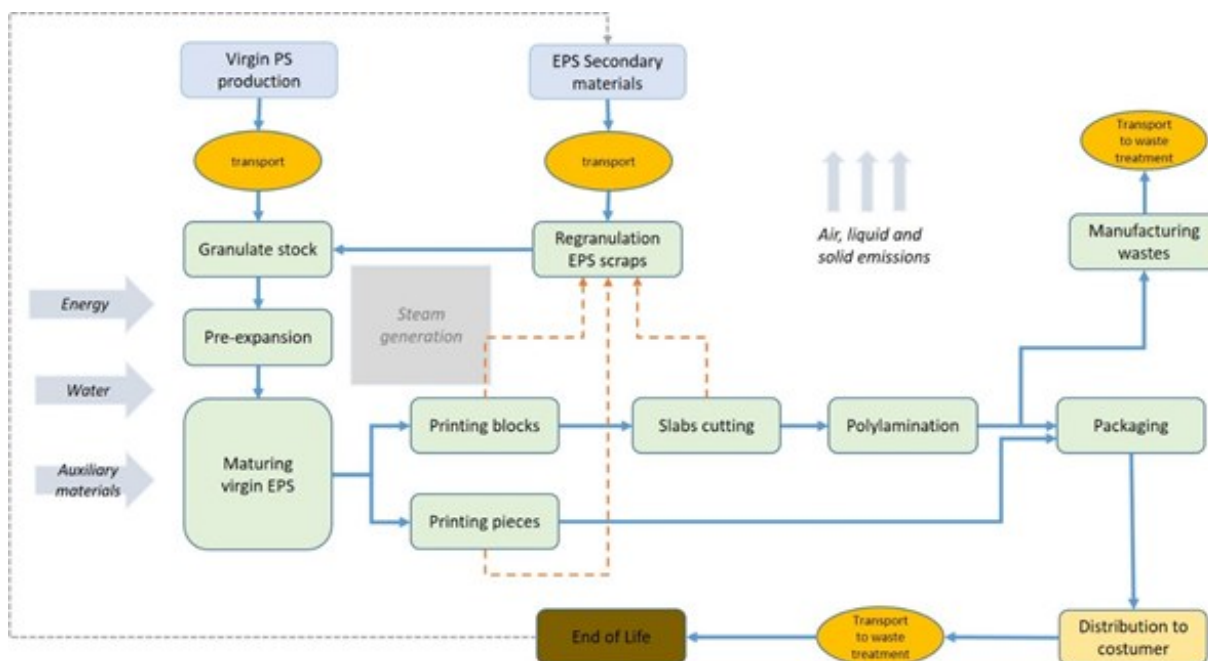 Virgin PS
production
EPS Secondary
materials
transport
transport
Transport
to waste
treatment
Granulate stock
Regranulation
EPS scraps
Air, liquid and
solid emissions
Manufacturing
wastes
Energy
Steam
generation
Pre-expansion
Water
Printing blocks
Slabs cutting
Polylamination
Packaging
Auxiliary
materials
Maturing
virgin EPS
Printing pieces
End of Life
Transport
to waste
treatment
Distribution to
costumer